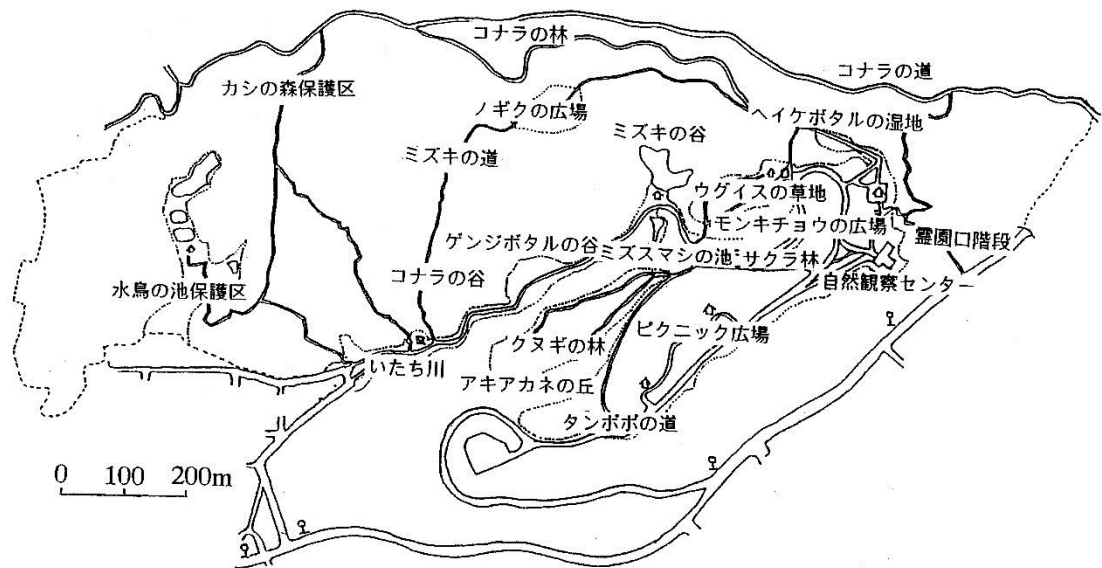 コナラの林
コナラの道
カシの森保護区
ノギクの広場
ヘイケボタルの湿地
ミズキの谷
ミズキの道
ウグイスの草地
モンキチョウの広場
霊園口階段
ゲンジボタルの谷
ミズスマシの池
サクラ林
コナラの谷
自然観察センター
水鳥の池保護区
ピクニック広場
クヌギの林
いたち川
アキアカネの丘
タンポポの道
0 100 200m